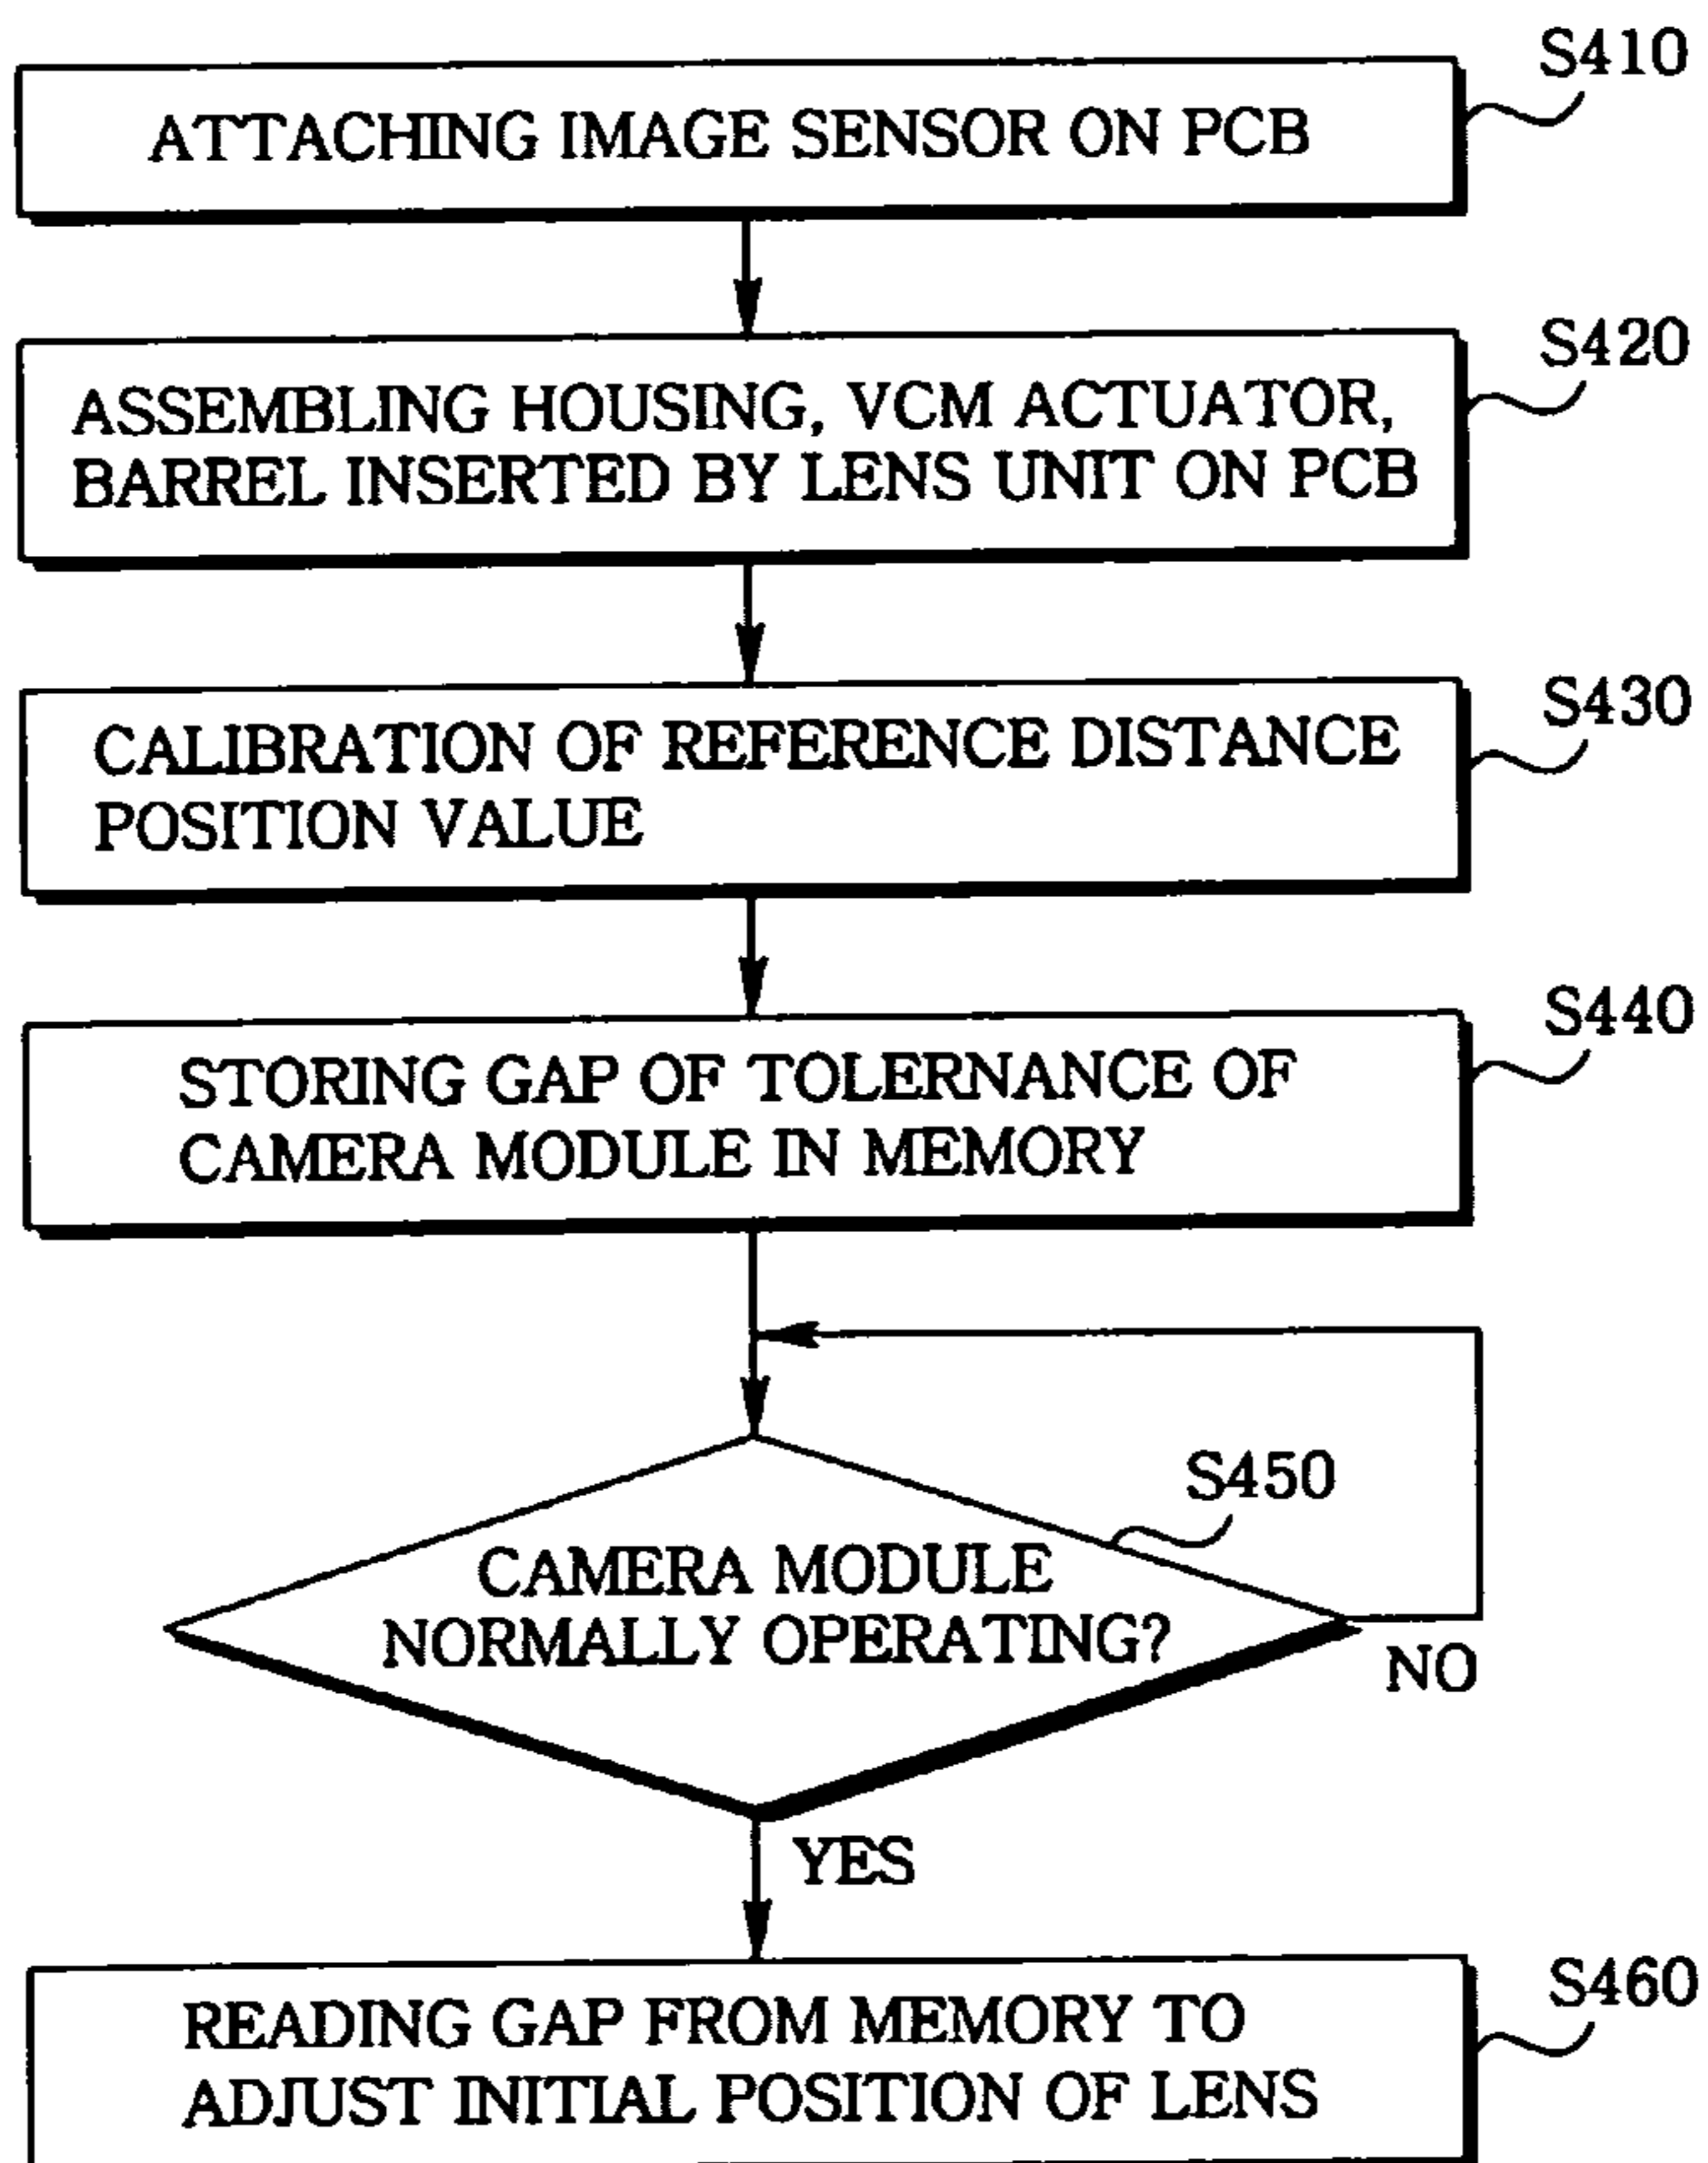 S410
ATTACHING IMAGE SENSOR ON PCB
S420
ASSEMBLING HOUSING, VCM ACTUATOR,
BARREL INSERTED BY LENS UNIT ON PCB
S430
CALIBRATION OF REFERENCE DISTANCE
POSITION VALUE
S440
STORING GAP OF TOLERNANCE OF
CAMERA MODULE IN MEMORY
S450
CAMERA MODULE
NORMALLY OPERATING?
NO
YES
S460
READING GAP FROM MEMORY TO
ADJUST INITIAL POSITION OF LENS